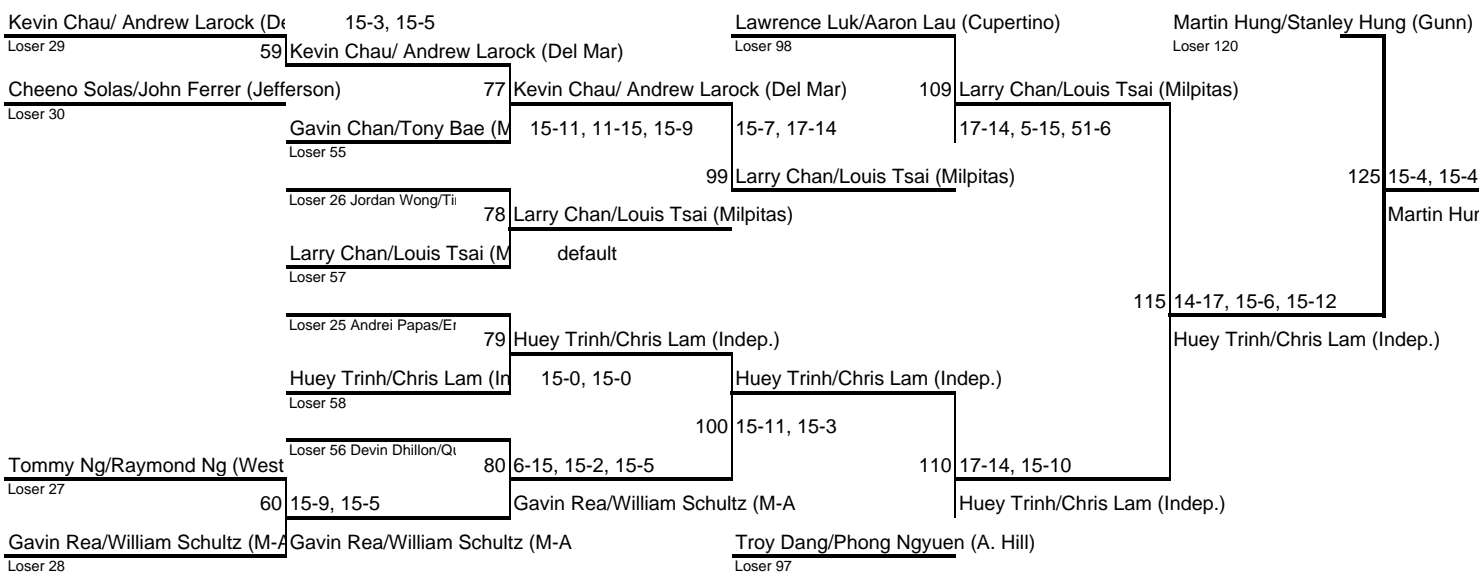 Kevin Chau/ Andrew Larock (De 15-3, 15-5 Lawrence Luk/Aaron Lau (Cupertino) Martin Hung/Stanley Hung (Gunn)
Loser 29 59 Kevin Chau/ Andrew Larock (Del Mar) Loser 98 Loser 120
Cheeno Solas/John Ferrer (Jefferson) 77 Kevin Chau/ Andrew Larock (Del Mar) 109 Larry Chan/Louis Tsai (Milpitas)
Loser 30
Gavin Chan/Tony Bae (M 15-11, 11-15, 15-9 15-7, 17-14 17-14, 5-15, 51-6
Loser 55
99 Larry Chan/Louis Tsai (Milpitas) 125 15-4, 15-4
Loser 26 Jordan Wong/Ti
78 Larry Chan/Louis Tsai (Milpitas) Martin Hur
Larry Chan/Louis Tsai (M default
Loser 57
115 14-17, 15-6, 15-12
Loser 25 Andrei Papas/Er
79 Huey Trinh/Chris Lam (Indep.) Huey Trinh/Chris Lam (Indep.)
Huey Trinh/Chris Lam (In 15-0, 15-0 Huey Trinh/Chris Lam (Indep.)
Loser 58
100 15-11, 15-3
Loser 56 Devin Dhillon/Qu
Tommy Ng/Raymond Ng (West 80 6-15, 15-2, 15-5 110 17-14, 15-10
Loser 27
60 15-9, 15-5 Gavin Rea/William Schultz (M-A Huey Trinh/Chris Lam (Indep.)
Gavin Rea/William Schultz (M-A Gavin Rea/William Schultz (M-A Troy Dang/Phong Ngyuen (A. Hill)
Loser 28 Loser 97